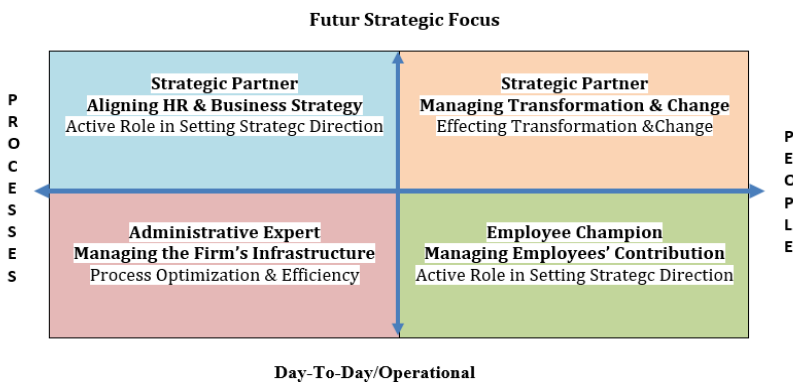 Futur Strategic Focus
PROCESSES
Strategic Partner
Aligning HR & Business Strategy
Active Role in Setting Strategc Direction
Strategic Partner
Managing Transformation & Change
Effecting Transformation &Change
PEOPLE
Administrative Expert
Managing the Firm's Infrastructure
Process Optimization & Efficiency
Employee Champion
Managing Employees' Contribution
Active Role in Setting Strategc Direction
Day-To-Day/Operational